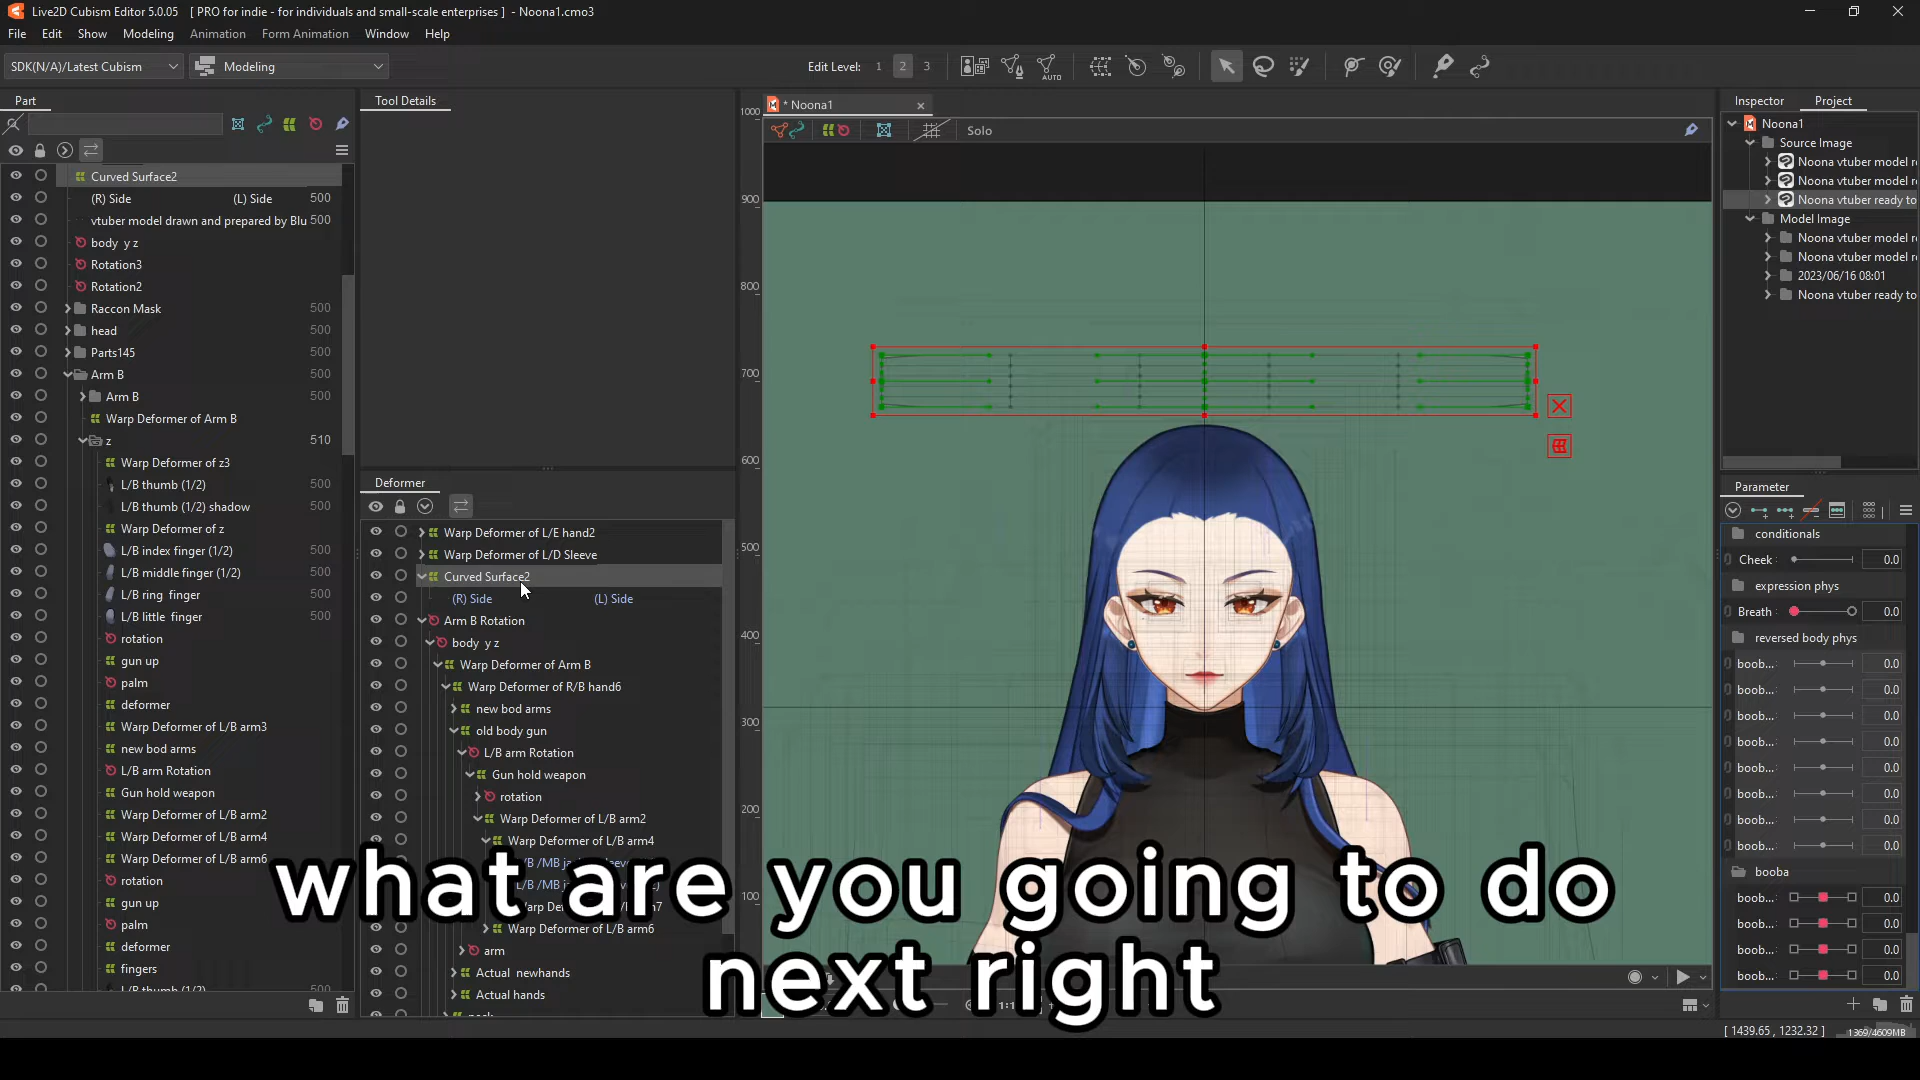 Live2D Cubism Editor 5.0.05 [ PRO for indie - for individuals and small-scale enterprises ] - Noona1.cmo3
File Edit Show Modeling Animation Form Animation Window Help
SDK(N/A)/Latest Cubism Modeling Edit Level: 1 2 3 AUTO
Part
Curved Surface2
(R) Side (L) Side 500
vtuber model drawn and prepared by Blu 500
body y z
Rotation3
Rotation2
Raccon Mask 500
head 500
Parts145 500
Arm B 500
Arm B 500
Warp Deformer of Arm B
z 510
Warp Deformer of z3
L/B thumb (1/2) 500
L/B thumb (1/2) shadow 500
Warp Deformer of z
L/B index finger (1/2) 500
L/B middle finger (1/2) 500
L/B ring finger 500
L/B little finger 500
rotation
gun up
palm
deformer
Warp Deformer of L/B arm3
new bod arms
L/B arm Rotation
Gun hold weapon
Warp Deformer of L/B arm2
Warp Deformer of L/B arm4
Warp Deformer of L/B arm6
rotation
gun up
palm
deformer
fingers
Tool Details
Deformer
Warp Deformer of L/E hand2
Warp Deformer of L/D Sleeve
Curved Surface2
(R) Side (L) Side
Arm B Rotation
body y z
Warp Deformer of Arm B
Warp Deformer of R/B hand6
new bod arms
old body gun
L/B arm Rotation
Gun hold weapon
rotation
Warp Deformer of L/B arm2
Warp Deformer of L/B arm4
Warp Deformer of L/B arm6
arm
Actual newhands
Actual hands
* Noona1
Solo
1000
900
800
700
600
500
400
300
200
100
what are you going to do
next right
Inspector Project
Noona1
Source Image
Noona vtuber model r
Noona vtuber model r
Noona vtuber ready to
Model Image
Noona vtuber model r
Noona vtuber model r
2023/06/16 08:01
Noona vtuber ready to
Parameter
conditionals
Cheek 0.0
expression phys
Breath 0.0
reversed body phys
boob... 0.0
boob... 0.0
boob... 0.0
boob... 0.0
boob... 0.0
boob... 0.0
boob... 0.0
boob... 0.0
booba
boob... 0.0
boob... 0.0
boob... 0.0
boob... 0.0
[ 1439.65 , 1232.32 ] 1369/4609MB